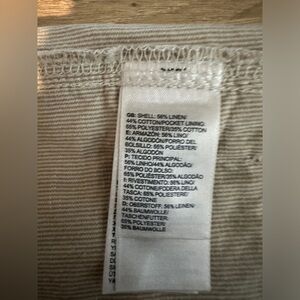 GB: SHELL: 56% LINEN/
44% COTTON/POCKET LINING:
65% POLYESTER/35% COTTON
E: ARMAZÓN: 56% LINO/
44% ALGODÓN/FORRO DEL
BOLSILLO: 65% POLIÉSTER/
35% ALGODÓN
P: TECIDO PRINCIPAL:
56% LINHO/44% ALGODÃO/
FORRO DO BOLSO:
65% POLIÉSTER/35% ALGODÃO
I: RIVESTIMENTO: 56% LINO/
44% COTONE/FODERA DELLA
TASCA: 65% POLIESTERE/
35% COTONE
D: OBERSTOFF: 56% LEINEN/
44% BAUMWOLLE/
TASCHENFUTTER:
65% POLYESTER/
35% BAUMWOLLE